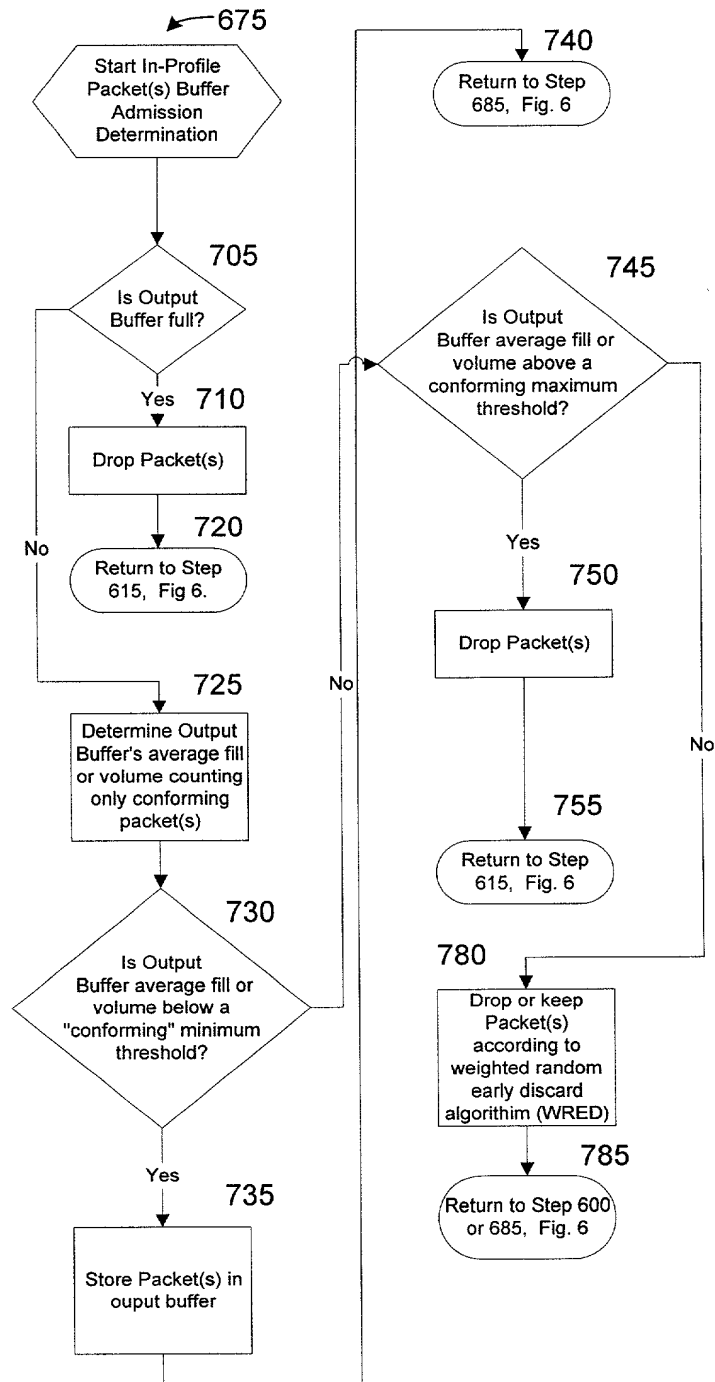 675
Start In-Profile
Packet(s) Buffer
Admission
Determination
705
Is Output
Buffer full?
Yes
710
Drop Packet(s)
720
Return to Step
615, Fig 6.
No
725
Determine Output
Buffer's average fill
or volume counting
only conforming
packet(s)
730
Is Output
Buffer average fill or
volume below a
"conforming" minimum
threshold?
No
Yes
735
Store Packet(s) in
ouput buffer
740
Return to Step
685, Fig. 6
745
Is Output
Buffer average fill or
volume above a
conforming maximum
threshold?
Yes
750
Drop Packet(s)
755
Return to Step
615, Fig. 6
No
780
Drop or keep
Packet(s)
according to
weighted random
early discard
algorithim (WRED)
785
Return to Step 600
or 685, Fig. 6